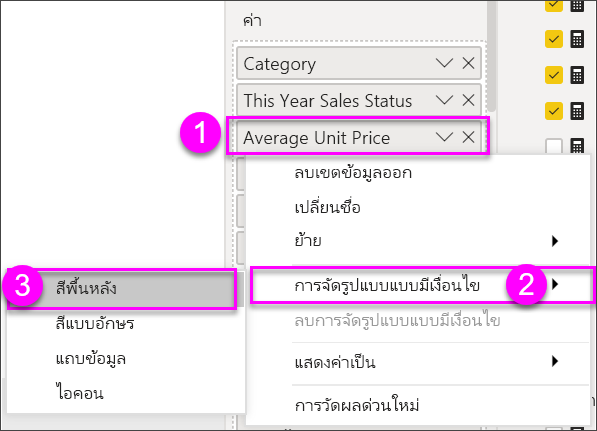 ค่า
Category
This Year Sales Status
1
Average Unit Price
ลบเขตข้อมูลออก
เปลี่ยนชื่อ
ย้าย
การจัดรูปแบบแบบมีเงื่อนไข
2
ลบการจัดรูปแบบแบบมีเงื่อนไข
แสดงค่าเป็น
การวัดผลด่วนใหม่
3
สีพื้นหลัง
สีแบบอักษร
แถบข้อมูล
ไอคอน